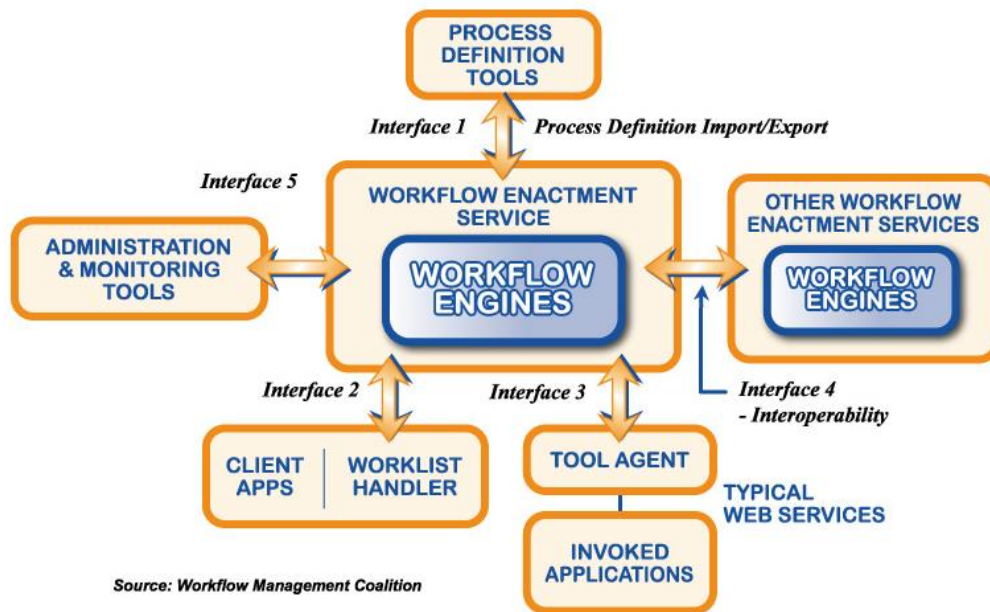 PROCESS
DEFINITION
TOOLS
Interface 1
Process Definition Import/Export
Interface 5
WORKFLOW ENACTMENT
SERVICE
WORKFLOW
ENGINES
OTHER WORKFLOW
ENACTMENT SERVICES
WORKFLOW
ENGINES
ADMINISTRATION
& MONITORING
TOOLS
Interface 2
Interface 3
Interface 4
- Interoperability
CLIENT
APPS
WORKLIST
HANDLER
TOOL AGENT
TYPICAL
WEB SERVICES
INVOKED
APPLICATIONS
Source: Workflow Management Coalition